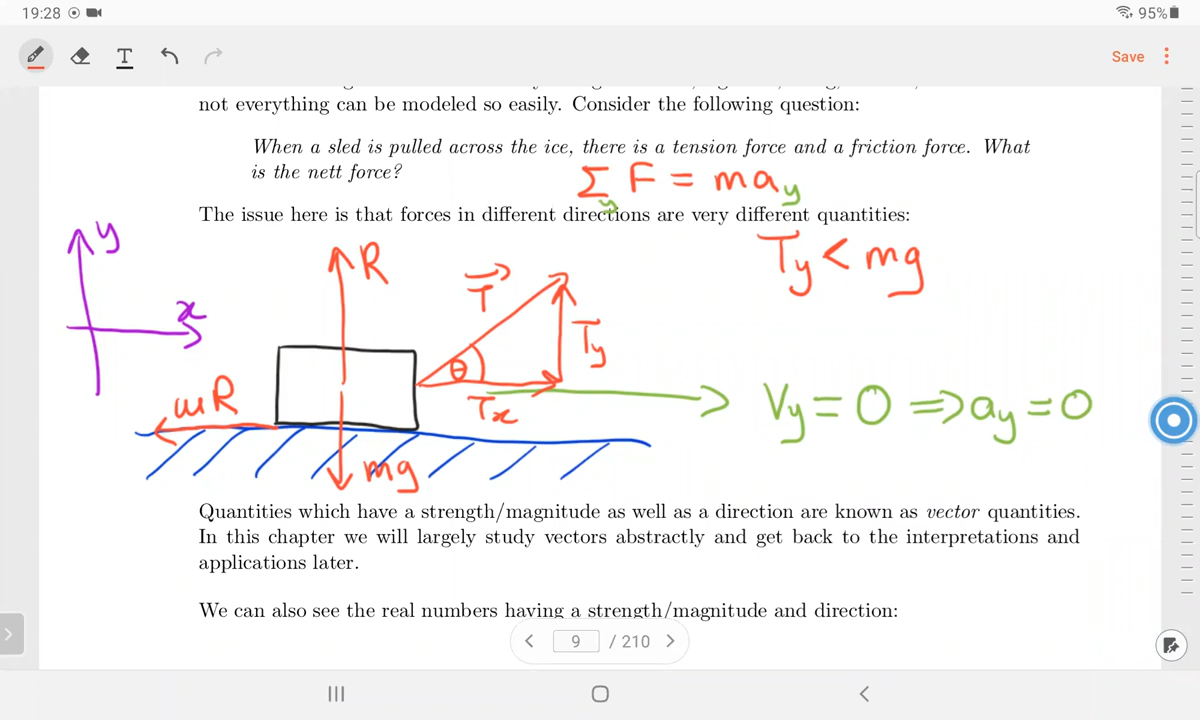 19:28
95%
T
Save
not everything can be modeled so easily. Consider the following question:
When a sled is pulled across the ice, there is a tension force and a friction force. What
is the nett force?
Σy F = may
The issue here is that forces in different directions are very different quantities:
y
x
R
T
Ty < mg
θ
Ty
μR
Tx
Vy = 0 => ay = 0
mg
Quantities which have a strength/magnitude as well as a direction are known as vector quantities.
In this chapter we will largely study vectors abstractly and get back to the interpretations and
applications later.
We can also see the real numbers having a strength/magnitude and direction:
9 / 210